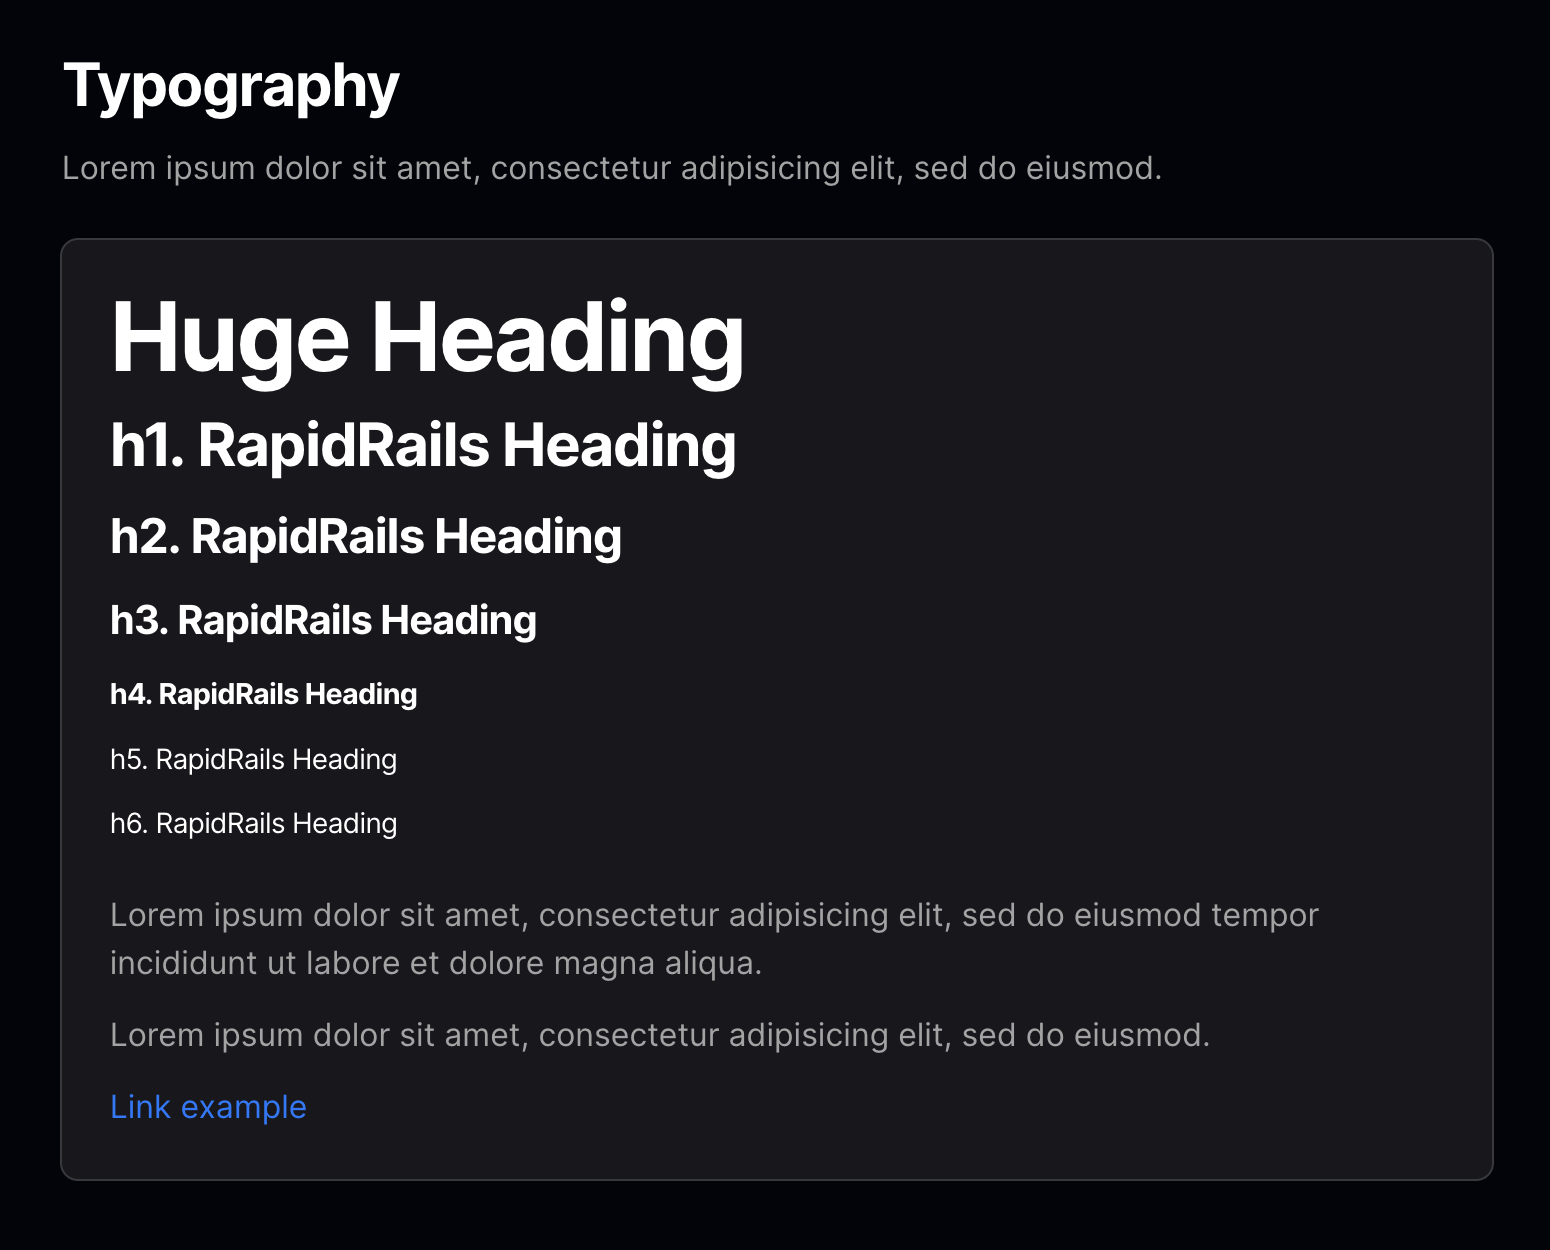 Typography
Lorem ipsum dolor sit amet, consectetur adipisicing elit, sed do eiusmod.
Huge Heading
h1. RapidRails Heading
h2. RapidRails Heading
h3. RapidRails Heading
h4. RapidRails Heading
h5. RapidRails Heading
h6. RapidRails Heading
Lorem ipsum dolor sit amet, consectetur adipisicing elit, sed do eiusmod tempor
incididunt ut labore et dolore magna aliqua.
Lorem ipsum dolor sit amet, consectetur adipisicing elit, sed do eiusmod.
Link example